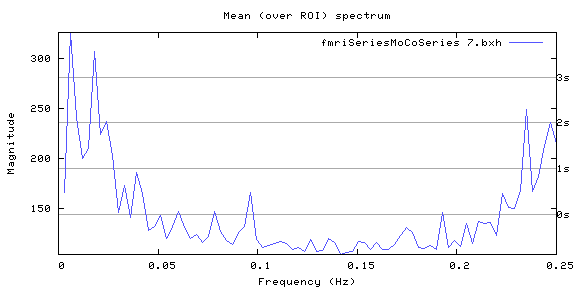 Mean (over ROI) spectrum
fmriSeriesMoCoSeries 7.bxh
300
250
200
150
3s
2s
1s
0s
Magnitude
0 0.05 0.1 0.15 0.2 0.25
Frequency (Hz)